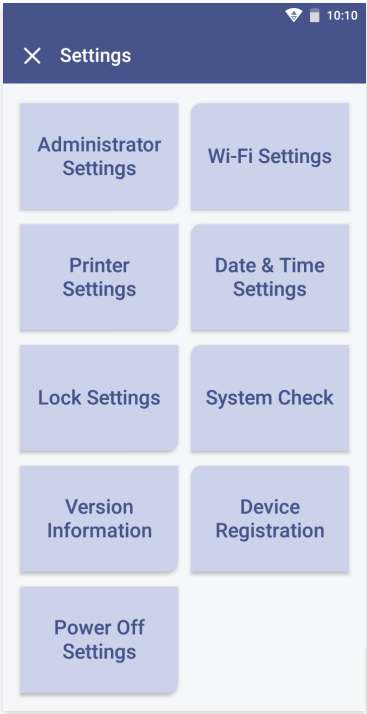 10:10
Settings
Administrator
Settings
Wi-Fi Settings
Printer
Settings
Date & Time
Settings
Lock Settings
System Check
Version
Information
Device
Registration
Power Off
Settings